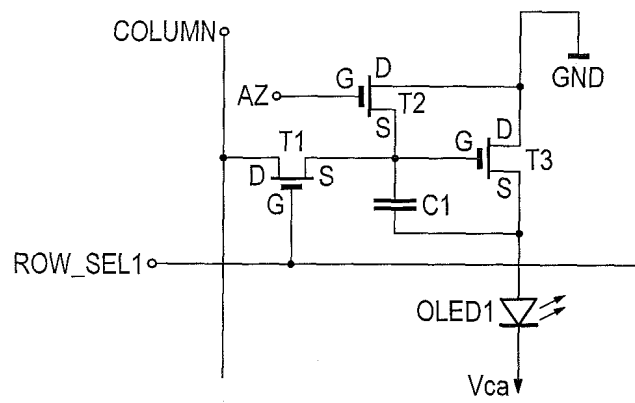 COLUMN
D
GND
G
AZ
T2
S
D
T1
G
T3
D
S
S
G
C1
ROW_SEL1
OLED1
Vca